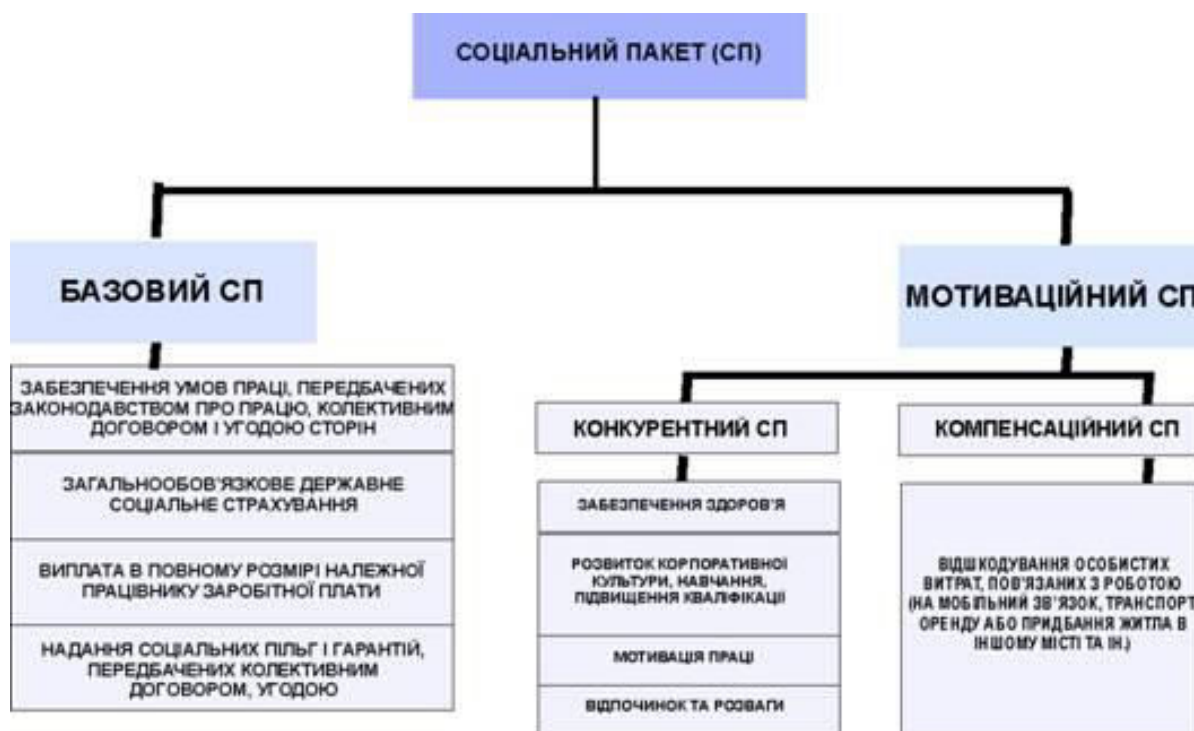 СОЦІАЛЬНИЙ ПАКЕТ (СП)
БАЗОВИЙ СП
МОТИВАЦІЙНИЙ СП
ЗАБЕЗПЕЧЕННЯ УМОВ ПРАЦІ, ПЕРЕДБАЧЕНИХ
ЗАКОНОДАВСТВОМ ПРО ПРАЦЮ, КОЛЕКТИВНИМ
ДОГОВОРОМ І УГОДОЮ СТОРІН
ЗАГАЛЬНООБОВ'ЯЗКОВЕ ДЕРЖАВНЕ
СОЦІАЛЬНЕ СТРАХУВАННЯ
ВИПЛАТА В ПОВНОМУ РОЗМІРІ НАЛЕЖНОЇ
ПРАЦІВНИКУ ЗАРОБІТНОЇ ПЛАТИ
НАДАННЯ СОЦІАЛЬНИХ ПІЛЬГ І ГАРАНТІЙ,
ПЕРЕДБАЧЕНИХ КОЛЕКТИВНИМ
ДОГОВОРОМ, УГОДОЮ
КОНКУРЕНТНИЙ СП
ЗАБЕЗПЕЧЕННЯ ЗДОРОВ'Я
РОЗВИТОК КОРПОРАТИВНОЇ
КУЛЬТУРИ, НАВЧАННЯ,
ПІДВИЩЕННЯ КВАЛІФІКАЦІЇ
МОТИВАЦІЯ ПРАЦІ
ВІДПОЧИНОК ТА РОЗВАГИ
КОМПЕНСАЦІЙНИЙ СП
ВІДШКОДУВАННЯ ОСОБИСТИХ
ВИТРАТ, ПОВ'ЯЗАНИХ З РОБОТОЮ
(НА МОБІЛЬНИЙ ЗВ'ЯЗОК, ТРАНСПОРТ
ОРЕНДУ АБО ПРИДБАННЯ ЖИТЛА В
ІНШОМУ МІСТІ ТА ІН.)